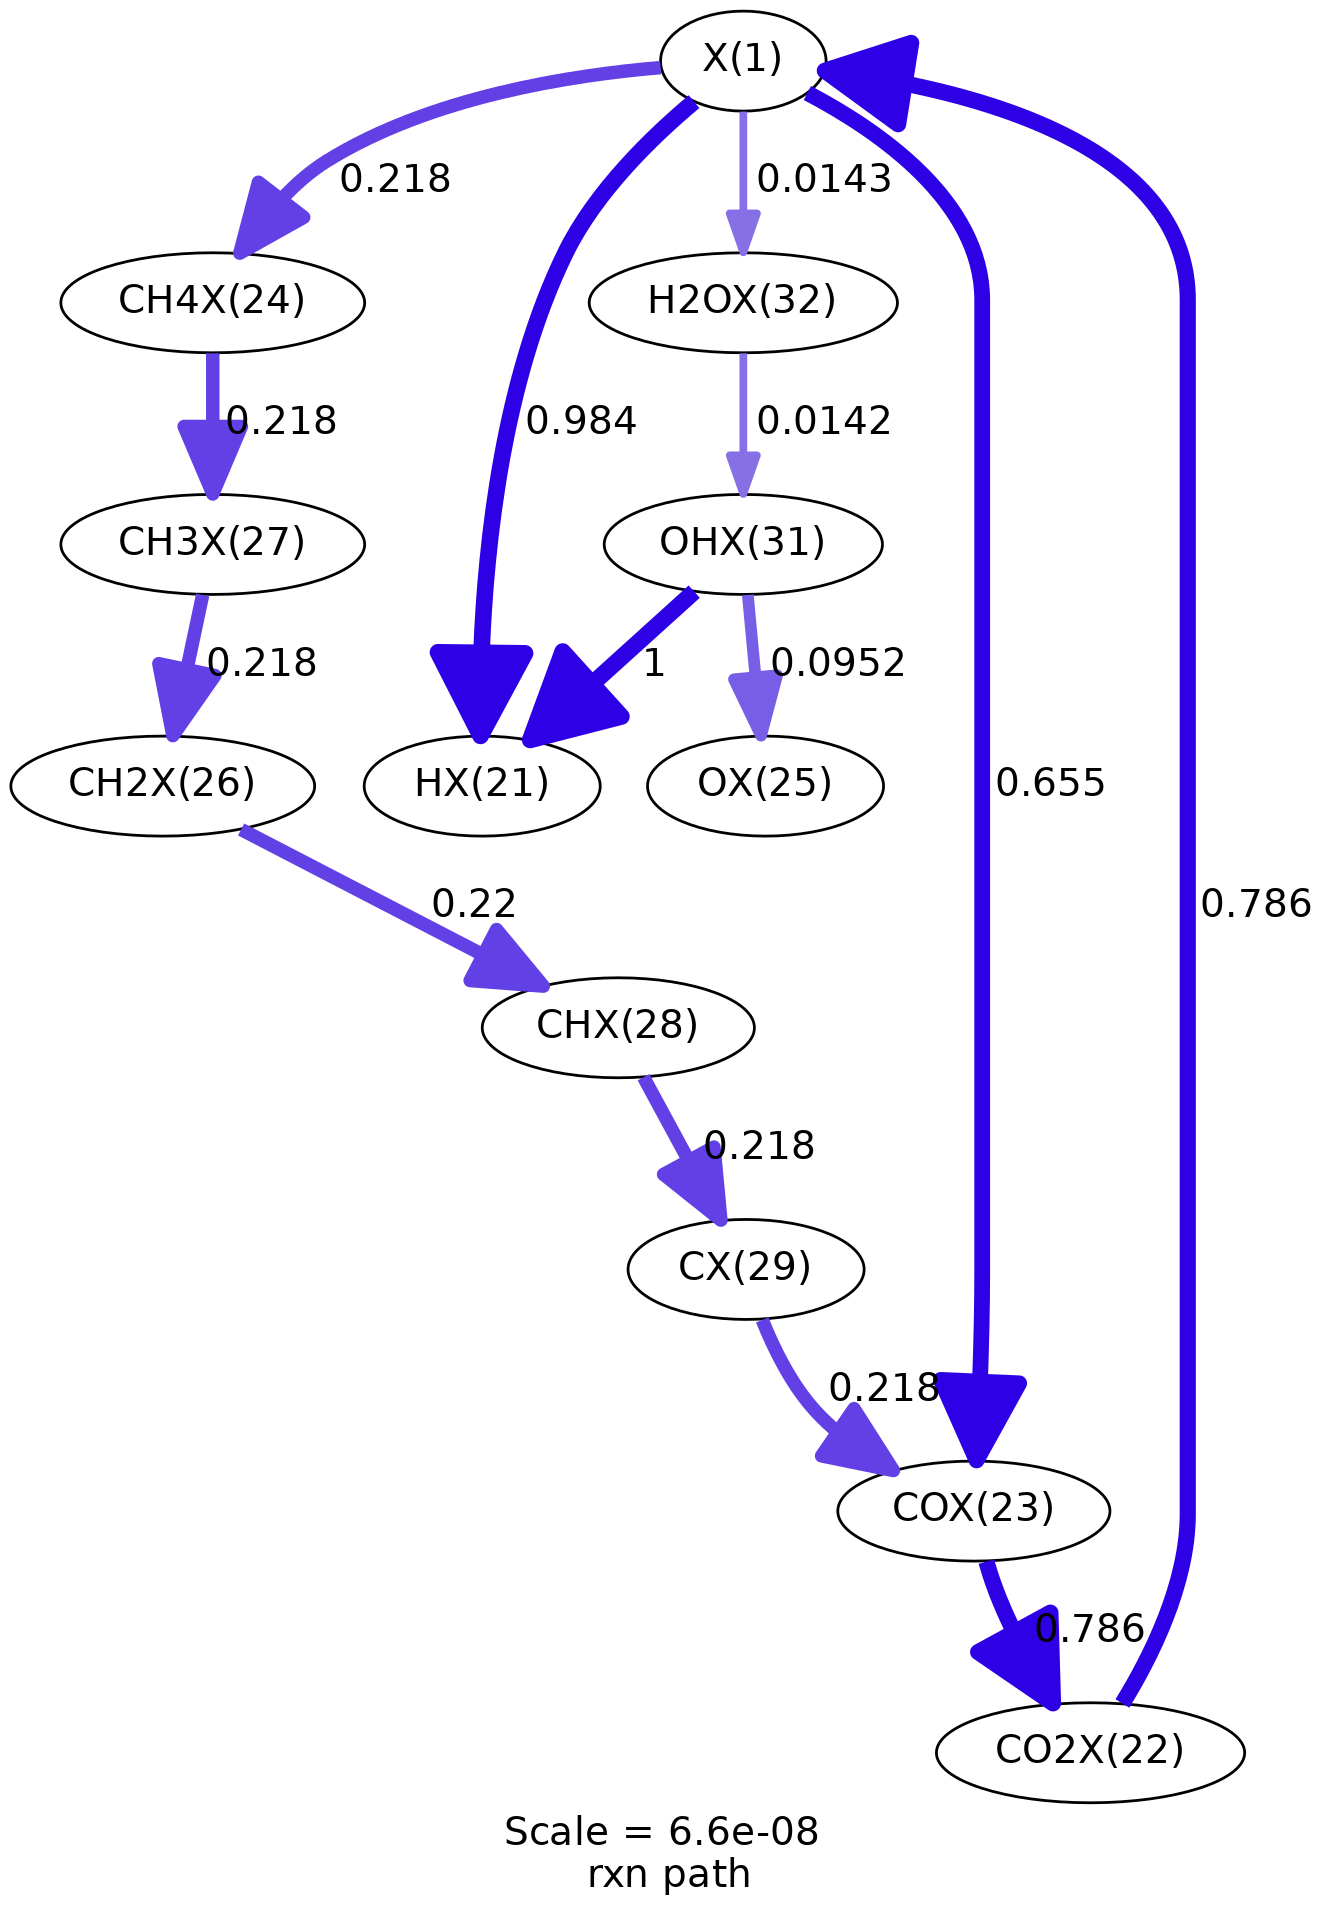 X(1)
0.218
0.0143
CH4X(24)
H2OX(32)
0.218
0.984
0.0142
CH3X(27)
OHX(31)
0.218
1
0.0952
CH2X(26)
HX(21)
OX(25)
0.655
0.22
0.786
CHX(28)
0.218
CX(29)
0.218
COX(23)
0.786
CO2X(22)
Scale = 6.6e-08
rxn path